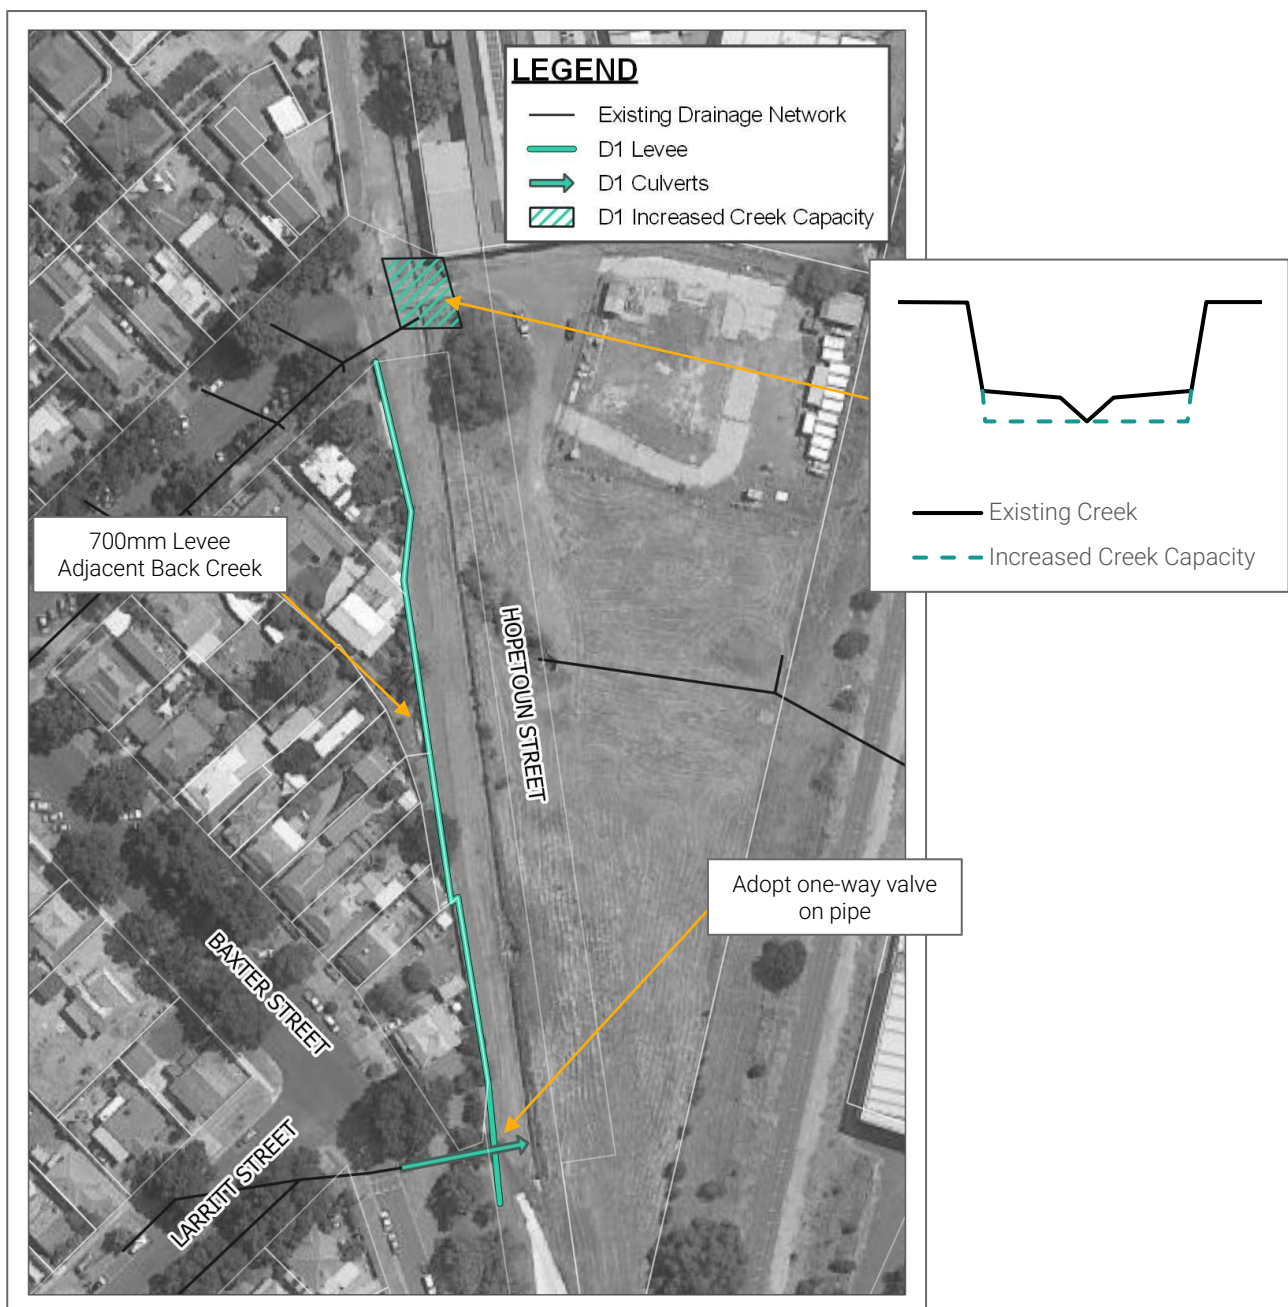 LEGEND
Existing Drainage Network
D1 Levee
D1 Culverts
D1 Increased Creek Capacity
Existing Creek
Increased Creek Capacity
700mm Levee
Adjacent Back Creek
HOPETOUN STREET
Adopt one-way valve
on pipe
BAXTER STREET
LARRITT STREET